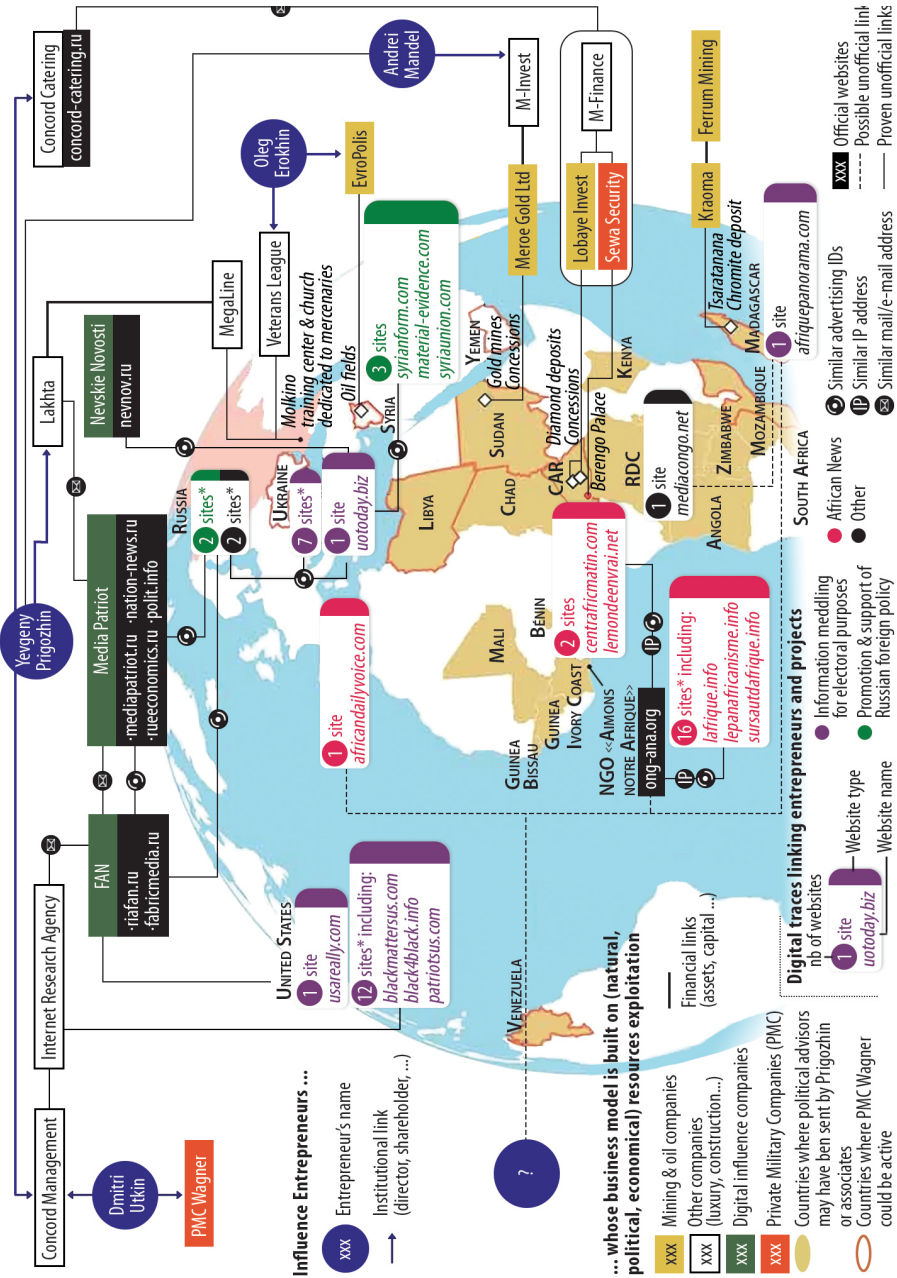 Yevgeny
Prigozhin
Concord Management
Internet Research Agency
Lakhta
Concord Catering
concord-catering.ru
Dmitri
Utkin
PMC Wagner
FAN
·riafan.ru
·fabricmedia.ru
Media Patriot
·mediapatriot.ru ·nation-news.ru
·rueeconomics.ru ·polit.info
Nevskie Novosti
nevnov.ru
MegaLine
Veterans League
Oleg
Erokhin
EvroPolis
Andrei
Mandel
M-Invest
M-Finance
Meroe Gold Ltd
Lobaye Invest
Sewa Security
Kraoma
Ferrum Mining
RUSSIA
2 sites*
2 sites*
UKRAINE
7 sites*
1 site
uotoday.biz
Molkino
training center & church
dedicated to mercenaries
Oil fields
SYRIA
3 sites
syrianform.com
material-evidence.com
syriaunion.com
UNITED STATES
1 site
usareally.com
12 sites* including:
blackmattersus.com
black4black.info
patriotsus.com
1 site
africandailyvoice.com
LIBYA
CHAD
SUDAN
YEMEN
Gold mines
Concessions
CAR
Diamond deposits
Concessions
Berengo Palace
KENYA
RDC
1 site
mediacongo.net
ANGOLA
ZIMBABWE
MOZAMBIQUE
SOUTH AFRICA
MADAGASCAR
Tsaratanana
Chromite deposit
1 site
afriquepanorama.com
MALI
BÉNIN
GUINEA
BISSAU
GUINEA
IVORY COAST
2 sites
centrafricmatin.com
lemondeenvrai.net
NGO «AIMONS
NOTRE AFRIQUE»
ong-ana.org
IP
IP
16 sites* including:
lafrique.info
lepanafricanisme.info
sursautdafrique.info
VENEZUELA
?
Influence Entrepreneurs ...
xxx
Entrepreneur's name
Institutional link
(director, shareholder, ...)
... whose business model is built on (natural,
political, economical) resources exploitation
xxx Mining & oil companies
xxx Other companies
(luxury, construction...)
xxx Digital influence companies
xxx Private Military Companies (PMC)
Countries where political advisors
may have been sent by Prigozhin
or associates
Countries where PMC Wagner
could be active
Financial links
(assets, capital ...)
Digital traces linking entrepreneurs and projects
nb of websites
1 site
uotoday.biz
Website type
Website name
Information meddling
for electoral purposes
Promotion & support of
Russian foreign policy
African News
Other
Similar advertising IDs
IP Similar IP address
Similar mail/e-mail address
xxx Official websites
Possible unofficial link
Proven unofficial links